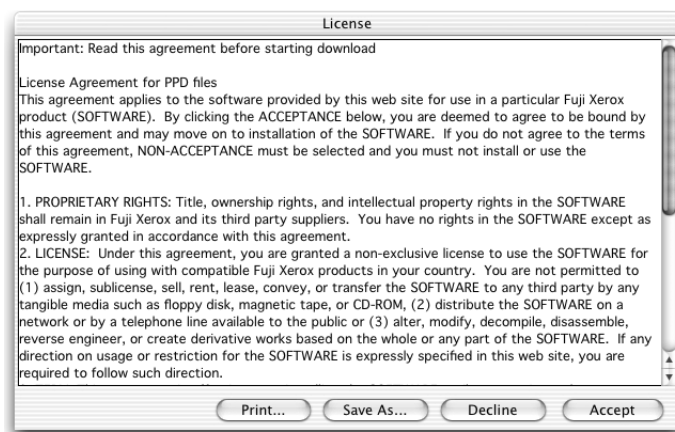 License
Important: Read this agreement before starting download
License Agreement for PPD files
This agreement applies to the software provided by this web site for use in a particular Fuji Xerox
product (SOFTWARE).  By clicking the ACCEPTANCE below, you are deemed to agree to be bound by
this agreement and may move on to installation of the SOFTWARE.  If you do not agree to the terms
of this agreement, NON-ACCEPTANCE must be selected and you must not install or use the
SOFTWARE.
1. PROPRIETARY RIGHTS: Title, ownership rights, and intellectual property rights in the SOFTWARE
shall remain in Fuji Xerox and its third party suppliers.  You have no rights in the SOFTWARE except as
expressly granted in accordance with this agreement.
2. LICENSE:  Under this agreement, you are granted a non-exclusive license to use the SOFTWARE for
the purpose of using with compatible Fuji Xerox products in your country.  You are not permitted to
(1) assign, sublicense, sell, rent, lease, convey, or transfer the SOFTWARE to any third party by any
tangible media such as floppy disk, magnetic tape, or CD-ROM, (2) distribute the SOFTWARE on a
network or by a telephone line available to the public or (3) alter, modify, decompile, disassemble,
reverse engineer, or create derivative works based on the whole or any part of the SOFTWARE.  If any
direction on usage or restriction for the SOFTWARE is expressly specified in this web site, you are
required to follow such direction.
Print... Save As... Decline Accept